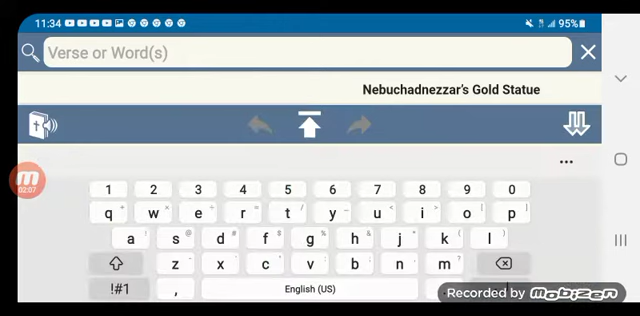 11:34 95%
Verse or Word(s)
Nebuchadnezzar's Gold Statue
02:07
1 2 3 4 5 6 7 8 9 0
q w e r t y u i o p
a s d f g h j k l
z x c v b n m
!#1 , English (US)
Recorded by MOBIZEN